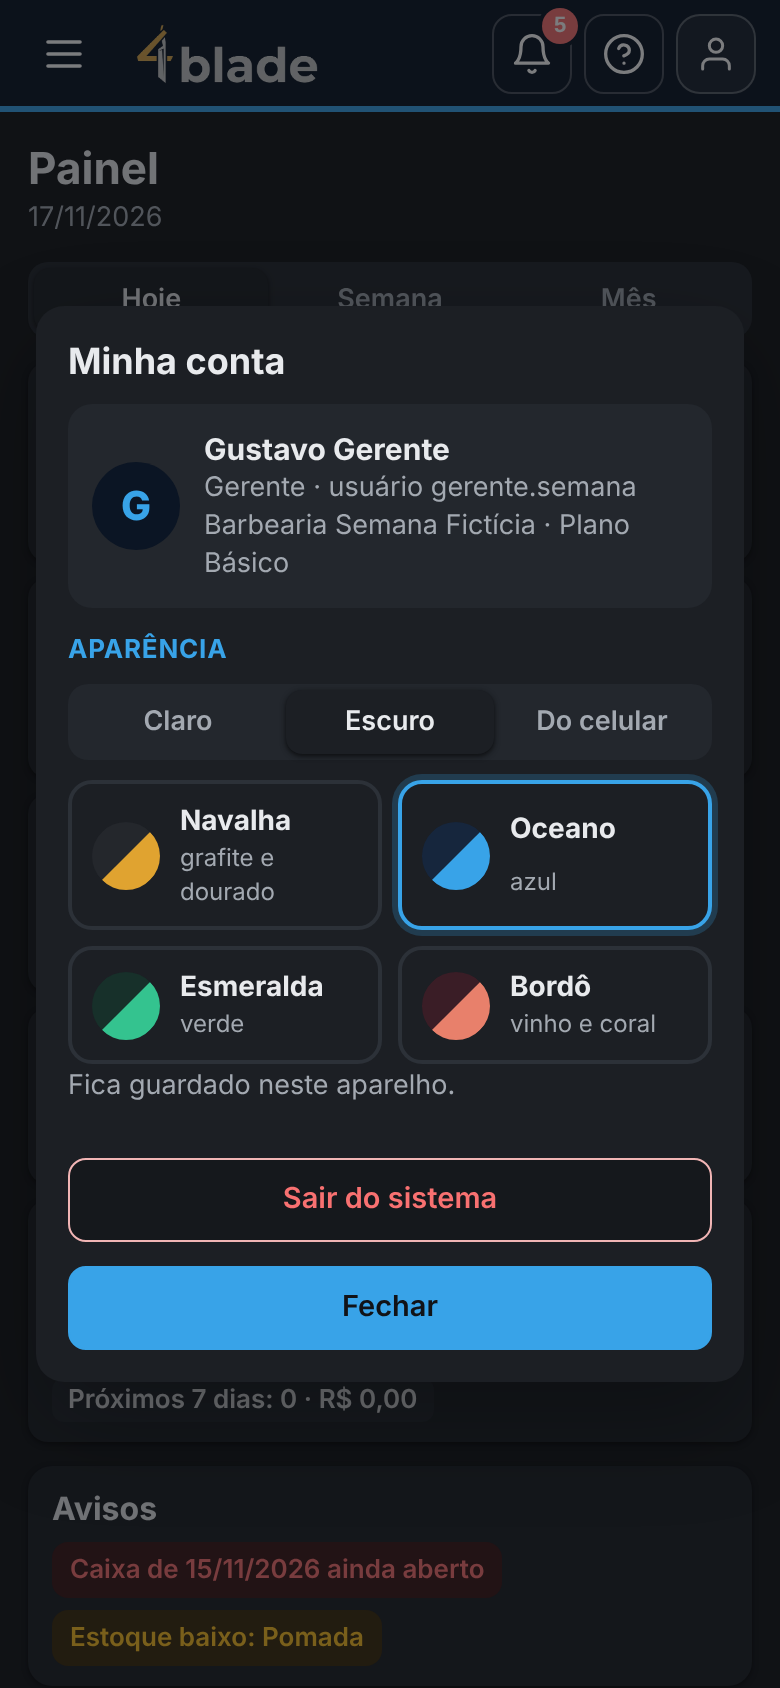 4blade
5
Painel
17/11/2026
Hoje
Semana
Mês
Minha conta
G
Gustavo Gerente
Gerente · usuário gerente.semana
Barbearia Semana Fictícia · Plano
Básico
APARÊNCIA
Claro
Escuro
Do celular
Navalha
grafite e
dourado
Oceano
azul
Esmeralda
verde
Bordô
vinho e coral
Fica guardado neste aparelho.
Sair do sistema
Fechar
Próximos 7 dias: 0 · R$ 0,00
Avisos
Caixa de 15/11/2026 ainda aberto
Estoque baixo: Pomada